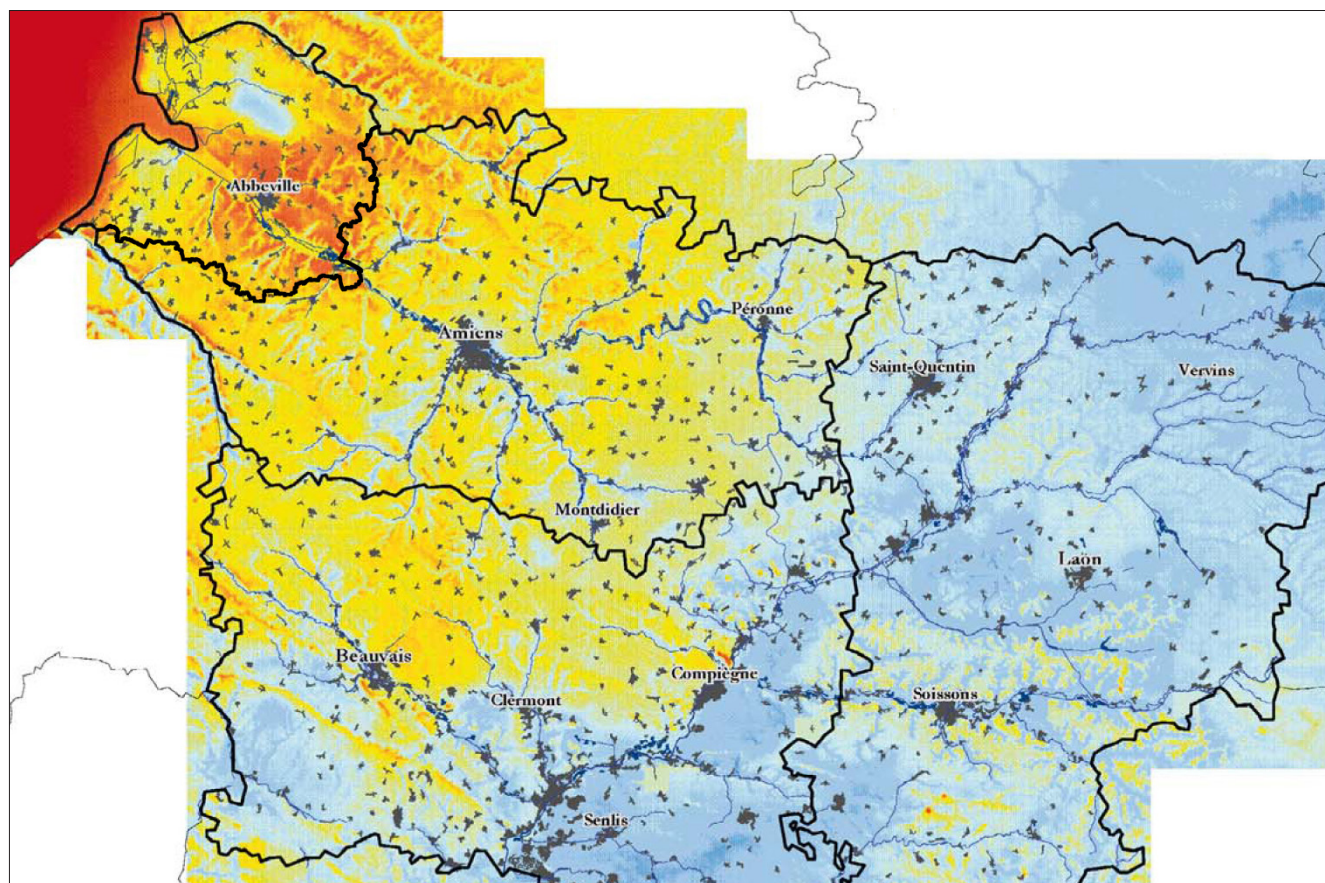 Abbeville
Péronne
Amiens
Saint-Quentin
Vervins
Montdidier
Laön
Beauvais
Compiègne
Clermont
Soissons
Senlis